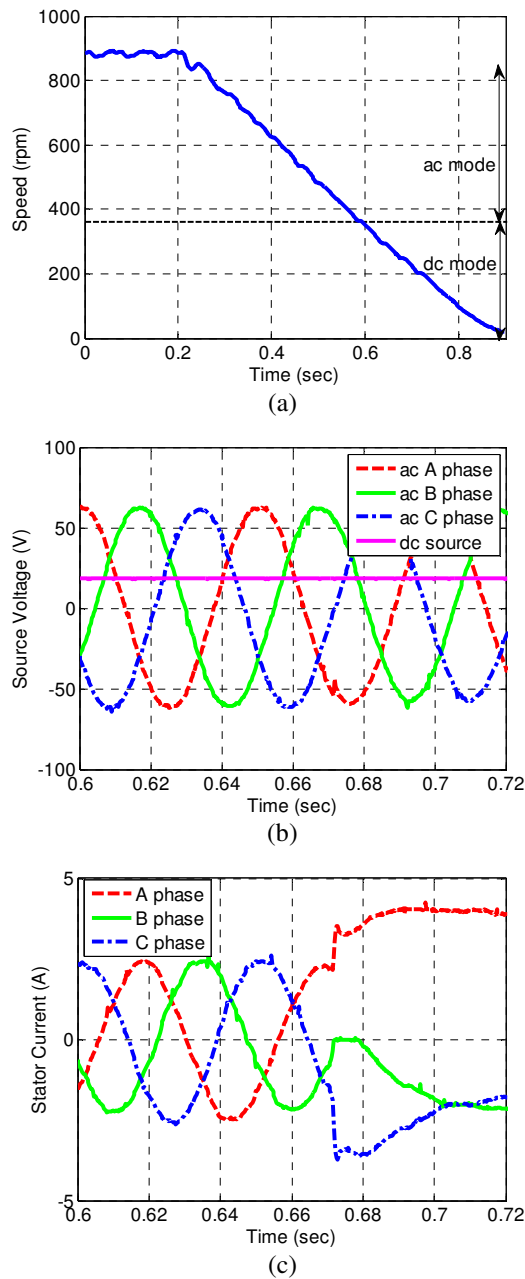 1000
800
600
400
200
0
Speed (rpm)
ac mode
dc mode
0 0.2 0.4 0.6 0.8
Time (sec)
(a)
100
50
0
-50
-100
Source Voltage (V)
ac A phase
ac B phase
ac C phase
dc source
0.6 0.62 0.64 0.66 0.68 0.7 0.72
Time (sec)
(b)
5
0
-5
Stator Current (A)
A phase
B phase
C phase
0.6 0.62 0.64 0.66 0.68 0.7 0.72
Time (sec)
(c)